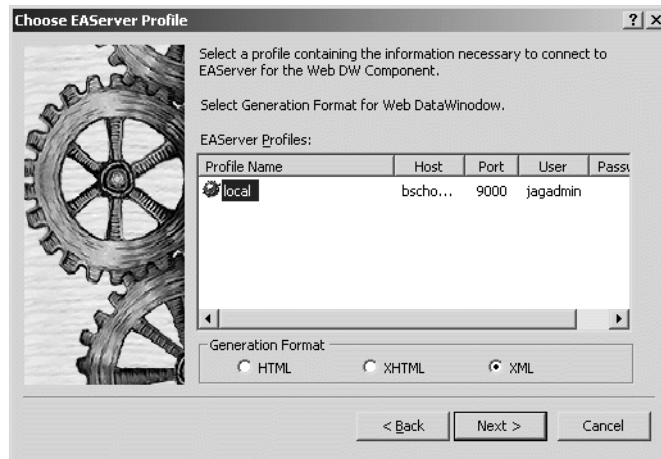 Choose EAServer Profile
Select a profile containing the information necessary to connect to
EAServer for the Web DW Component.
Select Generation Format for Web DataWinodow.
EAServer Profiles:
Profile Name Host Port User Passu
local bscho... 9000 jagadmin
Generation Format
HTML XHTML XML
< Back Next > Cancel